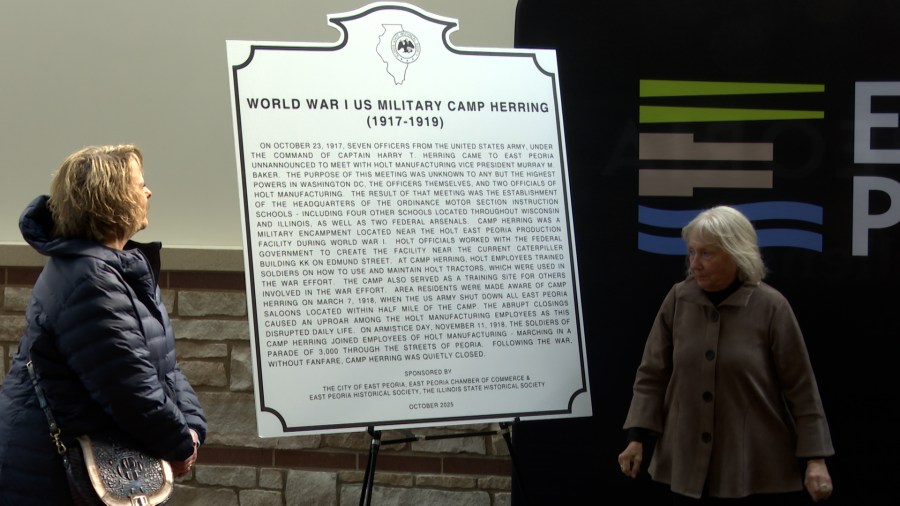 WORLD WAR I US MILITARY CAMP HERRING
(1917-1919)
ON OCTOBER 23, 1917, SEVEN OFFICERS FROM THE UNITED STATES ARMY, UNDER
THE COMMAND OF CAPTAIN HARRY T. HERRING CAME TO EAST PEORIA
UNNANNOUNCED TO MEET WITH HOLT MANUFACTURING VICE PRESIDENT MURRAY M.
BAKER. THE PURPOSE OF THIS MEETING WAS UNKNOWN TO ANY BUT THE HIGHEST
POWERS IN WASHINGTON DC, THE OFFICERS THEMSELVES, AND TWO OFFICIALS OF
HOLT MANUFACTURING. THE RESULT OF THAT MEETING WAS THE ESTABLISHMENT
OF THE HEADQUARTERS OF THE ORDINANCE MOTOR SECTION INSTRUCTION
SCHOOLS - INCLUDING FOUR OTHER SCHOOLS LOCATED THROUGHOUT WISCONSIN
AND ILLINOIS, AS WELL AS TWO FEDERAL ARSENALS. CAMP HERRING WAS A
MILITARY ENCAMPMENT LOCATED NEAR THE HOLT EAST PEORIA PRODUCTION
FACILITY DURING WORLD WAR I. HOLT OFFICIALS WORKED WITH THE FEDERAL
GOVERNMENT TO CREATE THE FACILITY NEAR THE CURRENT CATERPILLER
BUILDING KK ON EDMUND STREET. AT CAMP HERRING, HOLT EMPLOYEES TRAINED
SOLDIERS ON HOW TO USE AND MAINTAIN HOLT TRACTORS, WHICH WERE USED IN
THE WAR EFFORT. THE CAMP ALSO SERVED AS A TRAINING SITE FOR OTHERS
INVOLVED IN THE WAR EFFORT. AREA RESIDENTS WERE MADE AWARE OF CAMP
HERRING ON MARCH 7, 1918, WHEN THE US ARMY SHUT DOWN ALL EAST PEORIA
SALOONS LOCATED WITHIN HALF MILE OF THE CAMP. THE ABRUPT CLOSINGS
CAUSED AN UPROAR AMONG THE HOLT MANUFACTURING EMPLOYEES AS THIS
DISRUPTED DAILY LIFE. ON ARMISTICE DAY, NOVEMBER 11, 1918, THE SOLDIERS OF
CAMP HERRING JOINED EMPLOYEES OF HOLT MANUFACTURING - MARCHING IN A
PARADE OF 3,000 THROUGH THE STREETS OF PEORIA. FOLLOWING THE WAR,
WITHOUT FANFARE, CAMP HERRING WAS QUIETLY CLOSED.
SPONSORED BY
THE CITY OF EAST PEORIA, EAST PEORIA CHAMBER OF COMMERCE &
EAST PEORIA HISTORICAL SOCIETY, THE ILLINOIS STATE HISTORICAL SOCIETY
OCTOBER 2025
E
P